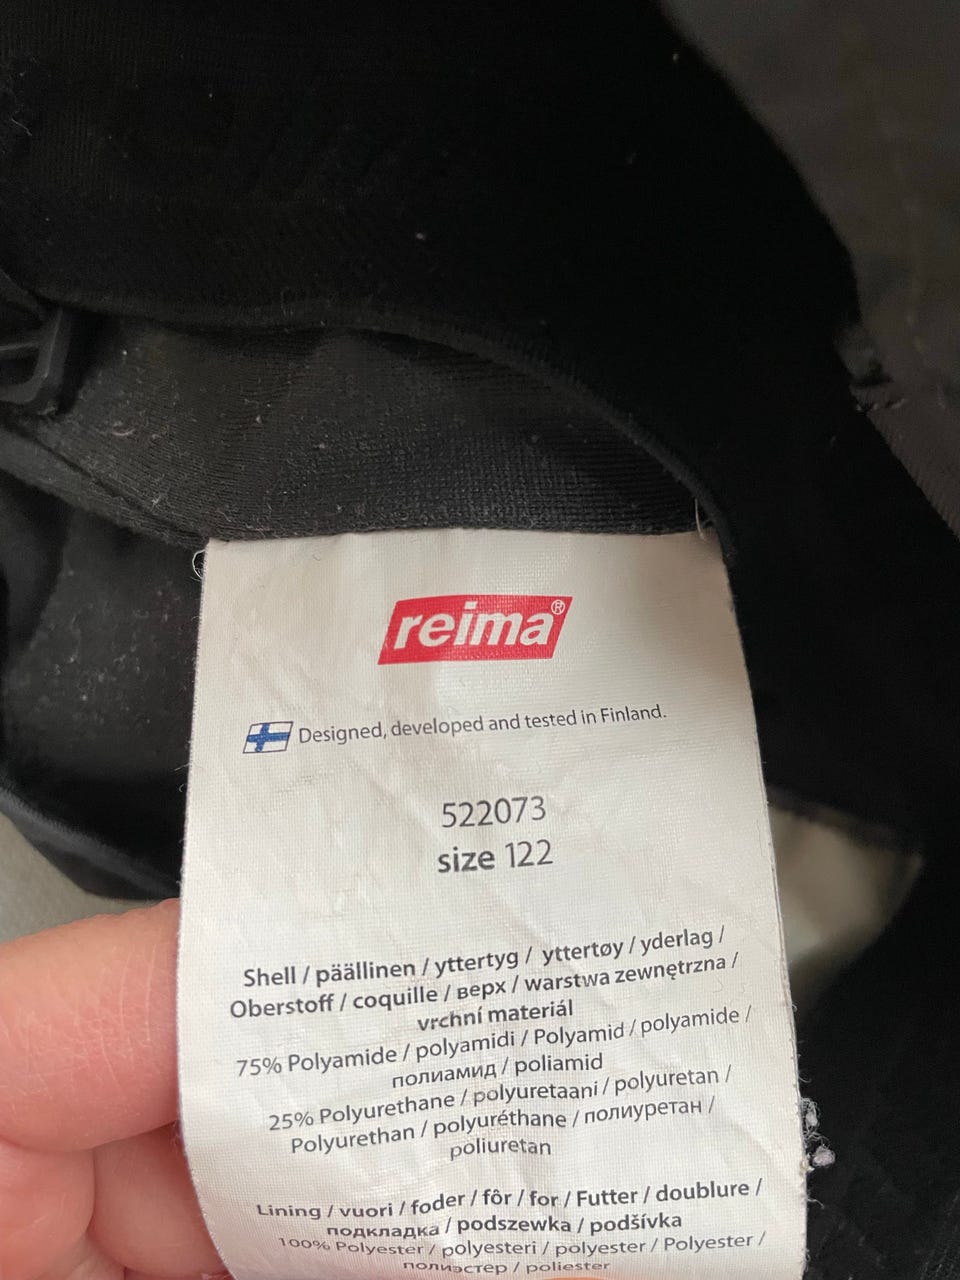 reima®
Designed, developed and tested in Finland.
522073
size 122
Shell / päällinen / yttertyg / yttertøy / yderlag /
Oberstoff / coquille / верх / warstwa zewnętrzna /
vrchní materiál
75% Polyamide / polyamidi / Polyamid / polyamide /
полиамид / poliamid
25% Polyurethane / polyuretaani / polyuretan /
Polyurethan / polyuréthane / полиуретан /
poliuretan
Lining / vuori / foder / fôr / for / Futter / doublure /
подкладка / podszewka / podšívka
100% Polyester / polyesteri / polyester / Polyester /
полиэстер / poliester